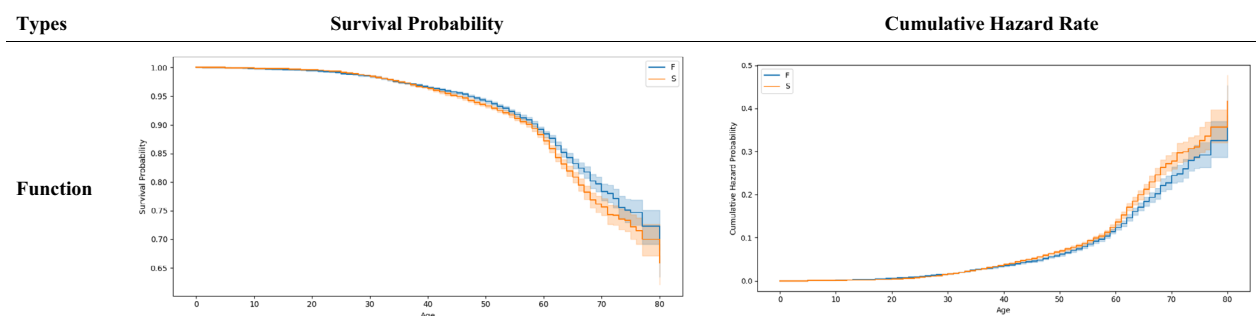 Types Survival Probability Cumulative Hazard Rate
Function
Survival Probability
1.00
0.95
0.90
0.85
0.80
0.75
0.70
0.65
0 10 20 30 40 50 60 70 80
Age
F
S
Cumulative Hazard Probability
0.5
0.4
0.3
0.2
0.1
0.0
0 10 20 30 40 50 60 70 80
Age
F
S